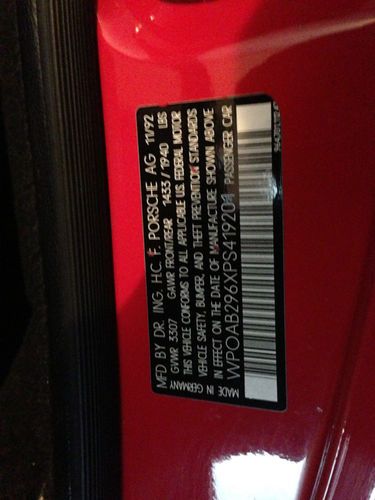 MFD BY DR. ING. H.C. F. PORSCHE AG 11/92
GVWR 3307 GAWR FRONT/REAR 1433 / 1940 LBS
THIS VEHICLE CONFORMS TO ALL APPLICABLE U.S. FEDERAL MOTOR
VEHICLE SAFETY, BUMPER, AND THEFT PREVENTION STANDARDS
IN EFFECT ON THE DATE OF MANUFACTURE SHOWN ABOVE
WPOAB296XPS419201 PASSENGER CAR
MADE IN GERMANY